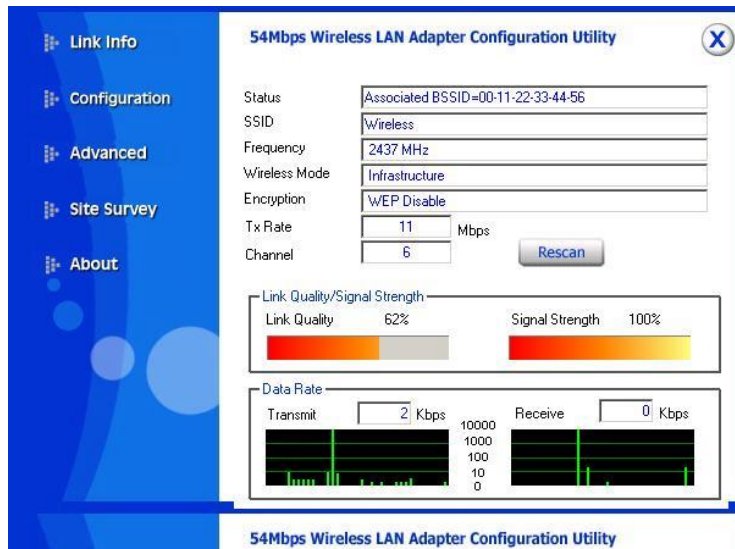 Link Info
Configuration
Advanced
Site Survey
About
54Mbps Wireless LAN Adapter Configuration Utility
X
Status Associated BSSID=00-11-22-33-44-56
SSID Wireless
Frequency 2437 MHz
Wireless Mode Infrastructure
Encryption WEP Disable
Tx Rate 11 Mbps
Channel 6 Rescan
Link Quality/Signal Strength
Link Quality 62% Signal Strength 100%
Data Rate
Transmit 2 Kbps Receive 0 Kbps
10000
1000
100
10
0
54Mbps Wireless LAN Adapter Configuration Utility